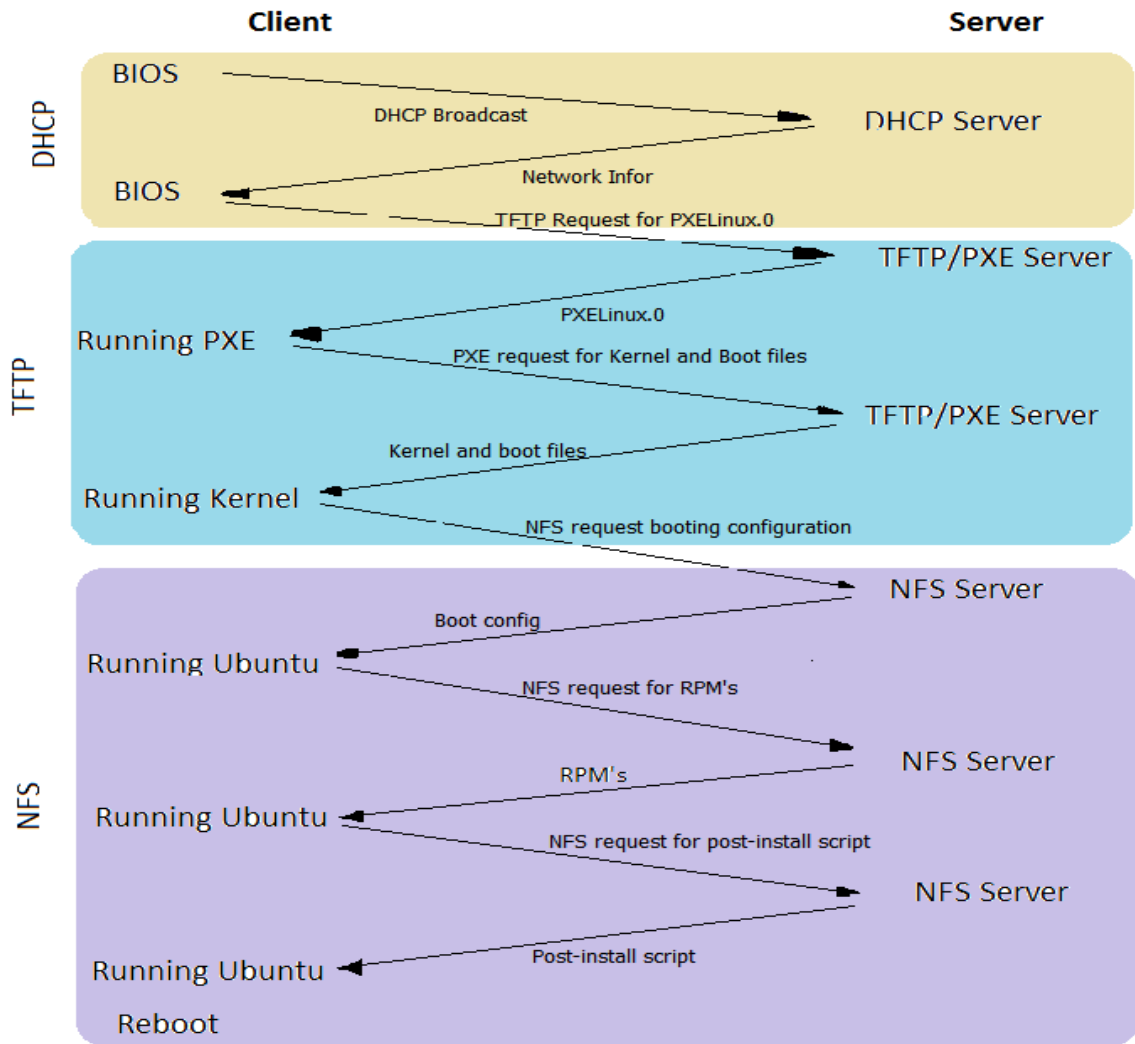 Client
Server
DHCP
BIOS
DHCP Broadcast
DHCP Server
Network Infor
BIOS
TFTP Request for PXELinux.0
TFTP
TFTP/PXE Server
PXELinux.0
Running PXE
PXE request for Kernel and Boot files
TFTP/PXE Server
Kernel and boot files
Running Kernel
NFS request booting configuration
NFS
NFS Server
Boot config
Running Ubuntu
NFS request for RPM's
NFS Server
RPM's
Running Ubuntu
NFS request for post-install script
NFS Server
Post-install script
Running Ubuntu
Reboot